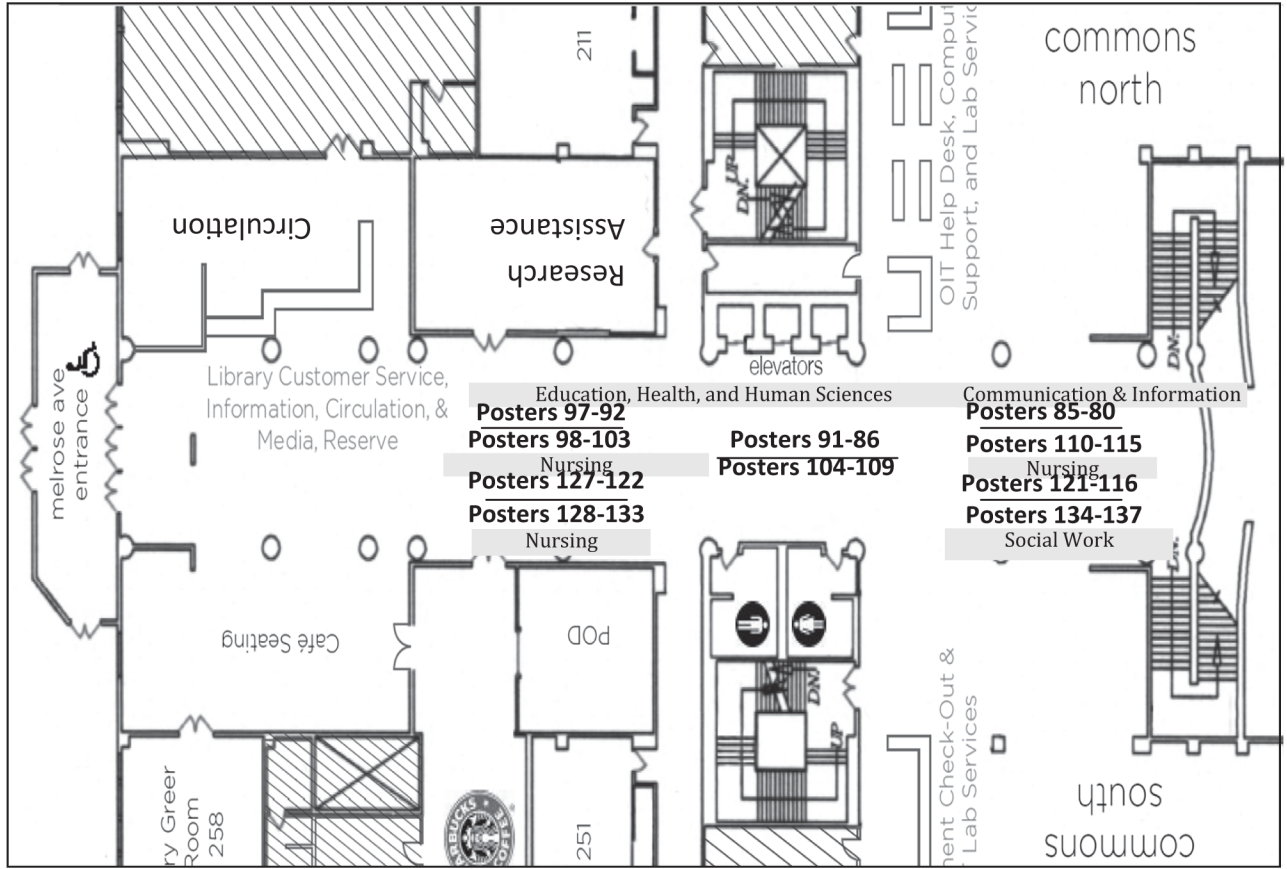 commons
north
211
OIT Help Desk, Comput
Support, and Lab Servic
UP
DN.
Circulation
Research
Assistance
DN.
melrose ave
entrance
elevators
Library Customer Service,
Information, Circulation, &
Media, Reserve
Education, Health, and Human Sciences
Communication & Information
Posters 97-92
Posters 98-103
Nursing
Posters 127-122
Posters 128-133
Nursing
Posters 91-86
Posters 104-109
Posters 85-80
Posters 110-115
Nursing
Posters 121-116
Posters 134-137
Social Work
DN.
Café Seating
POD
DN.
UP
ry Greer
Room
258
251
ent Check-Out &
Lab Services
commons
south